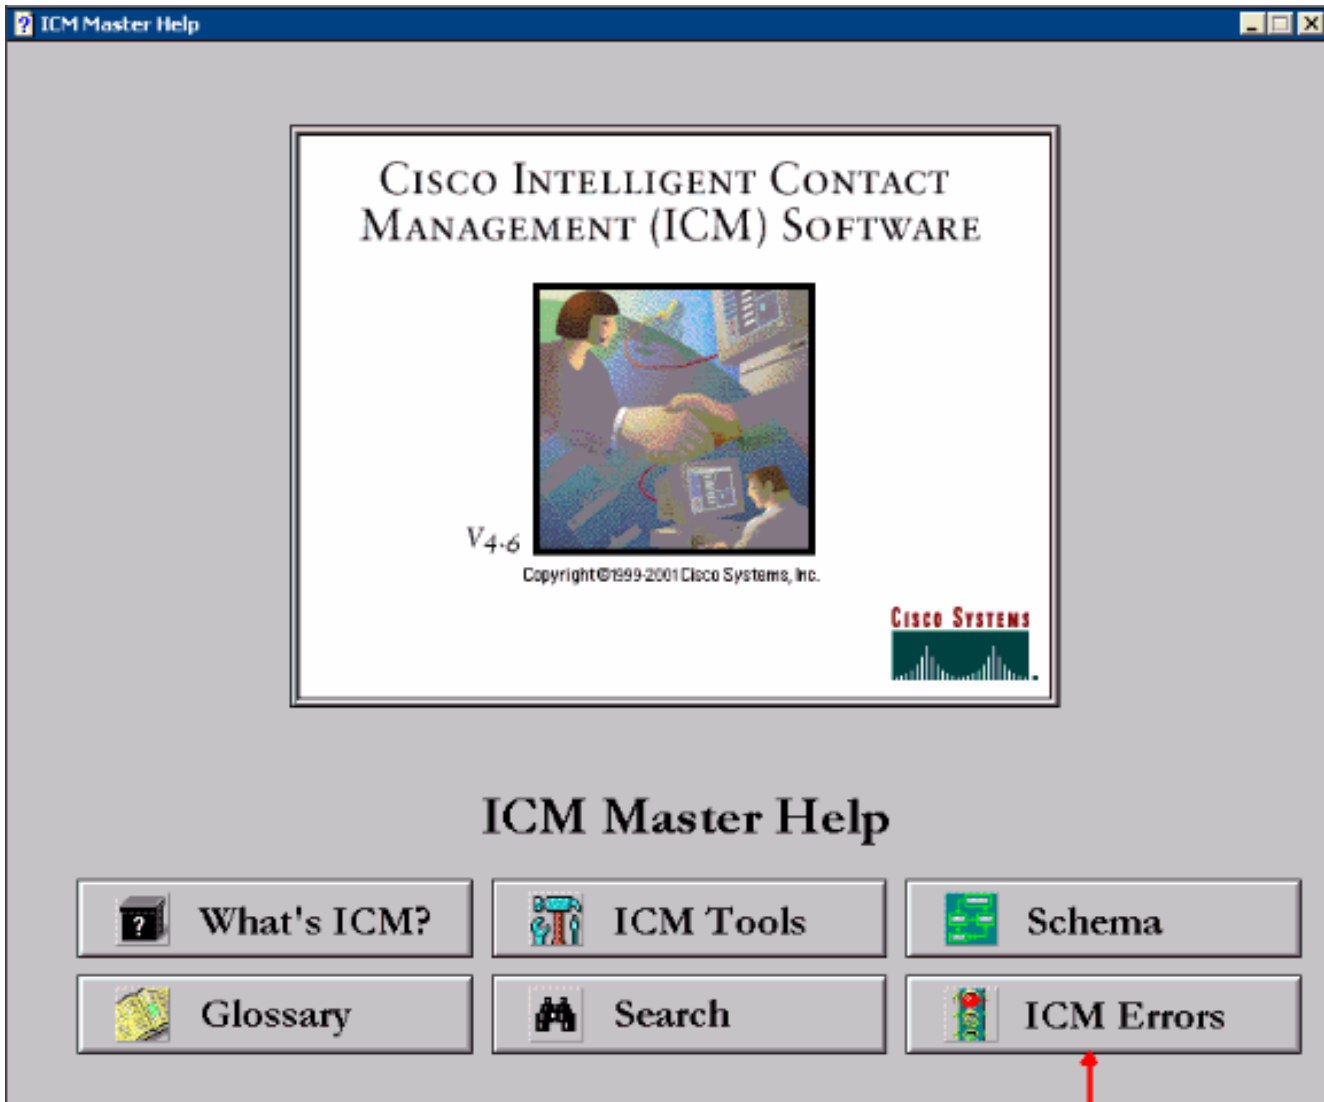 ICM Master Help
CISCO INTELLIGENT CONTACT
MANAGEMENT (ICM) SOFTWARE
V4.6
Copyright©1999-2001 Cisco Systems, Inc.
CISCO SYSTEMS
ICM Master Help
What's ICM?
ICM Tools
Schema
Glossary
Search
ICM Errors